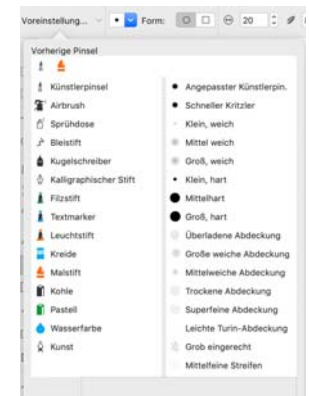 Voreinstellung... Form: 20
Vorherige Pinsel
Künstlerpinsel
Airbrush
Sprühdose
Bleistift
Kugelschreiber
Kalligraphischer Stift
Filzstift
Textmarker
Leuchtstift
Kreide
Malstift
Kohle
Pastell
Wasserfarbe
Kunst
Angepasster Künstlerpin.
Schneller Kritzler
Klein, weich
Mittel weich
Groß, weich
Klein, hart
Mittelhart
Groß, hart
Überladene Abdeckung
Große weiche Abdeckung
Mittelweiche Abdeckung
Trockene Abdeckung
Superfeine Abdeckung
Leichte Turin-Abdeckung
Grob eingerecht
Mittelfeine Streifen